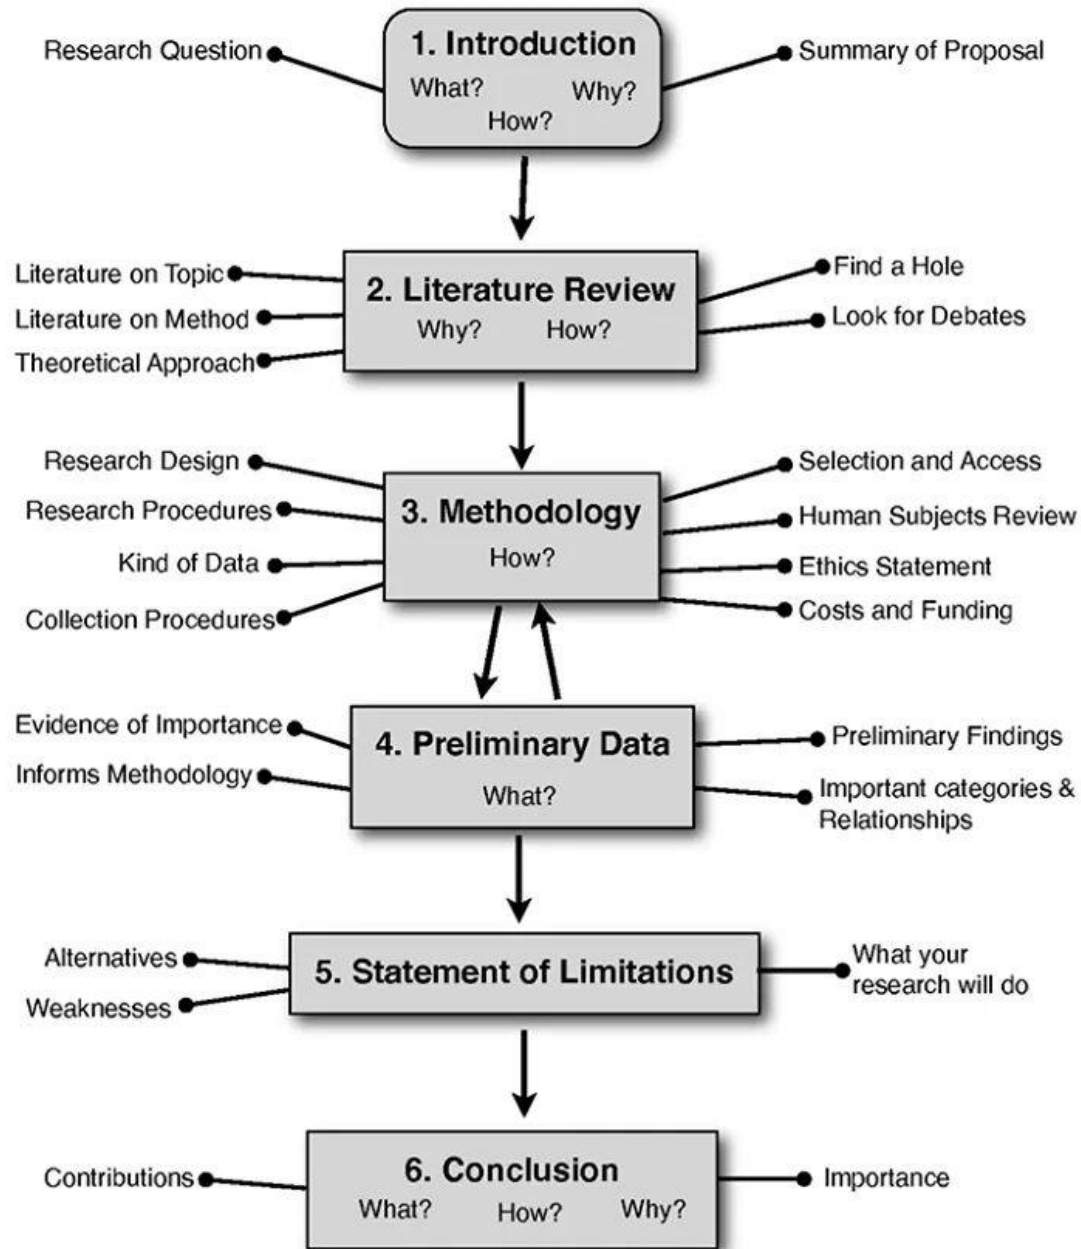 1. Introduction
Research Question
Summary of Proposal
What?
Why?
How?
2. Literature Review
Why? How?
Literature on Topic
Literature on Method
Theoretical Approach
Find a Hole
Look for Debates
3. Methodology
How?
Research Design
Research Procedures
Kind of Data
Collection Procedures
Selection and Access
Human Subjects Review
Ethics Statement
Costs and Funding
4. Preliminary Data
What?
Evidence of Importance
Informs Methodology
Preliminary Findings
Important categories &
Relationships
5. Statement of Limitations
Alternatives
Weaknesses
What your
research will do
6. Conclusion
What? How? Why?
Contributions
Importance